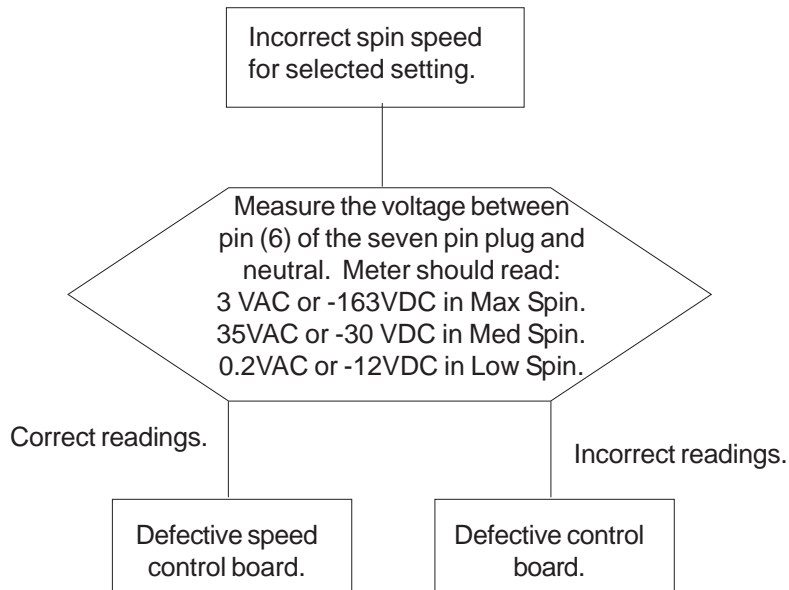 Incorrect spin speed
for selected setting.
Measure the voltage between
pin (6) of the seven pin plug and
neutral. Meter should read:
3 VAC or -163VDC in Max Spin.
35VAC or -30 VDC in Med Spin.
0.2VAC or -12VDC in Low Spin.
Correct readings.
Incorrect readings.
Defective speed
control board.
Defective control
board.